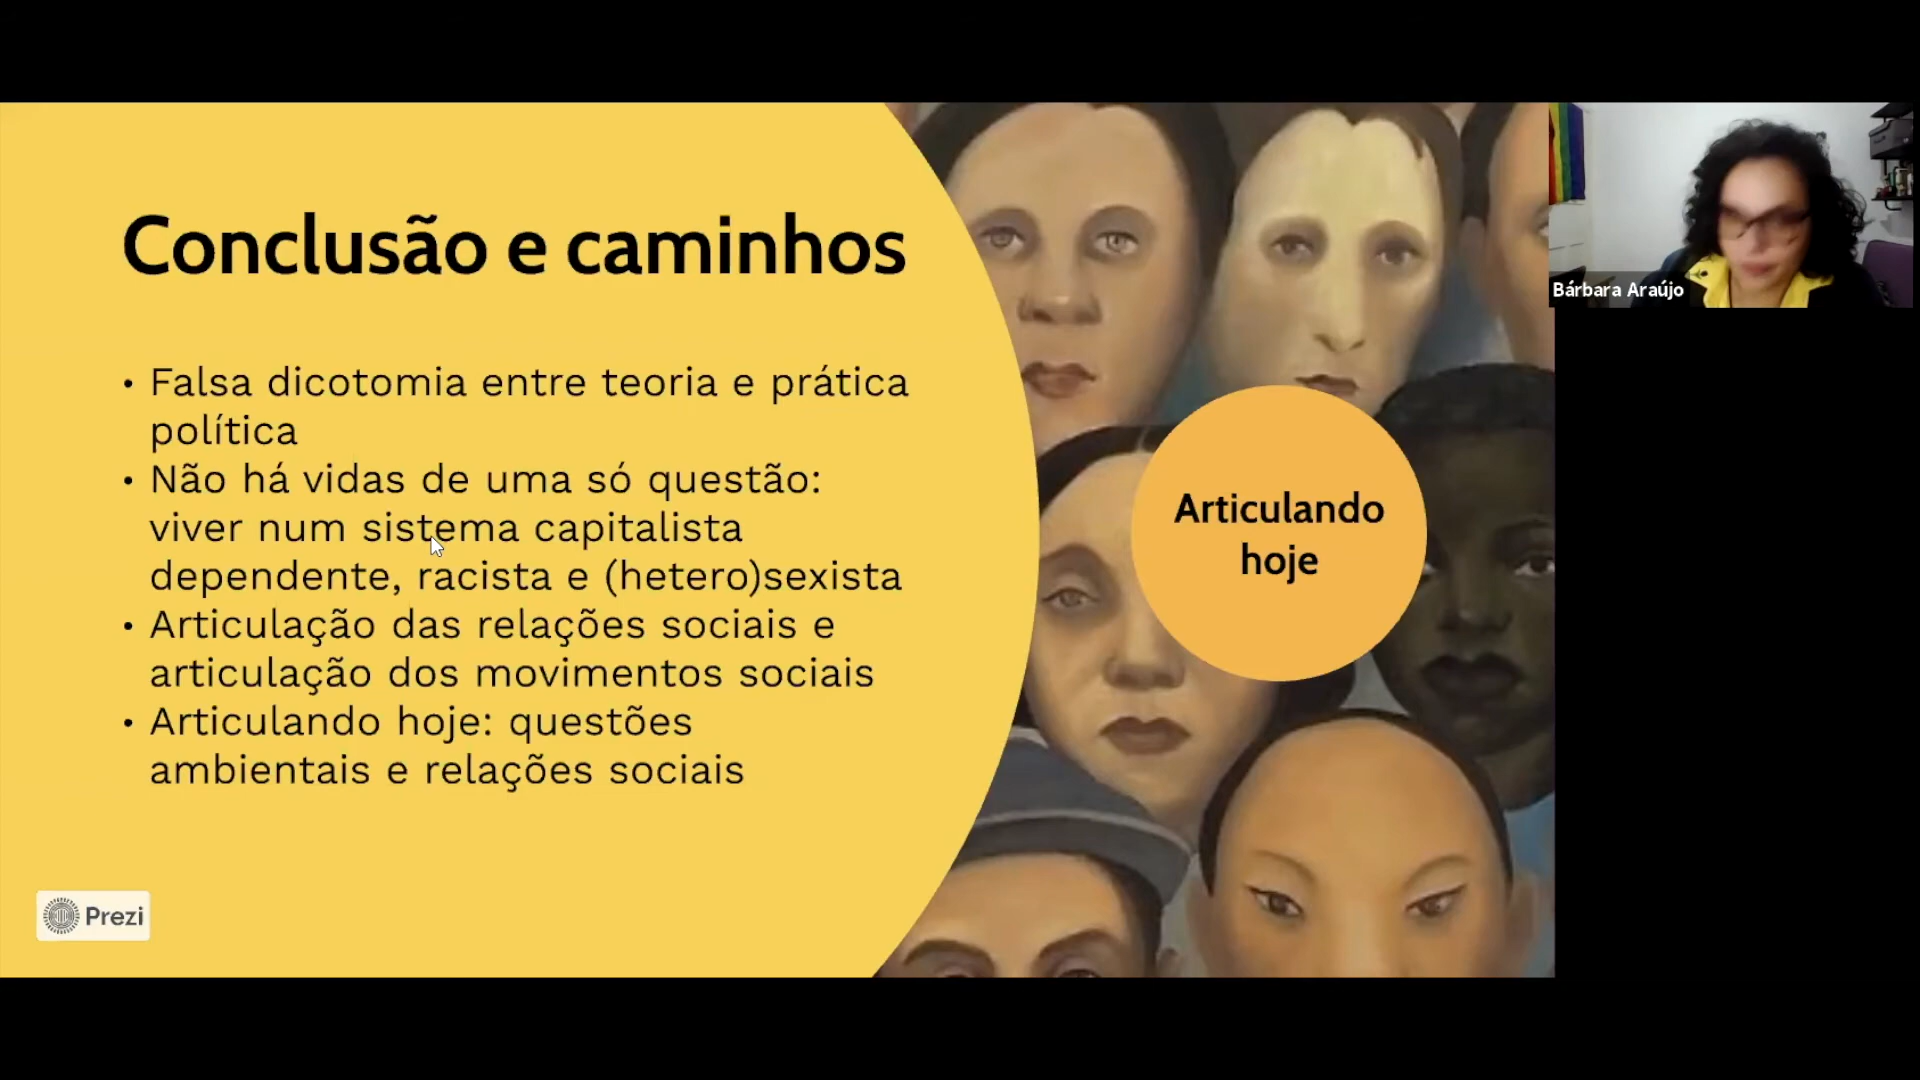 Conclusão e caminhos
• Falsa dicotomia entre teoria e prática
política
• Não há vidas de uma só questão:
viver num sistema capitalista
dependente, racista e (hetero)sexista
• Articulação das relações sociais e
articulação dos movimentos sociais
• Articulando hoje: questões
ambientais e relações sociais
Articulando
hoje
Bárbara Araújo
Prezi